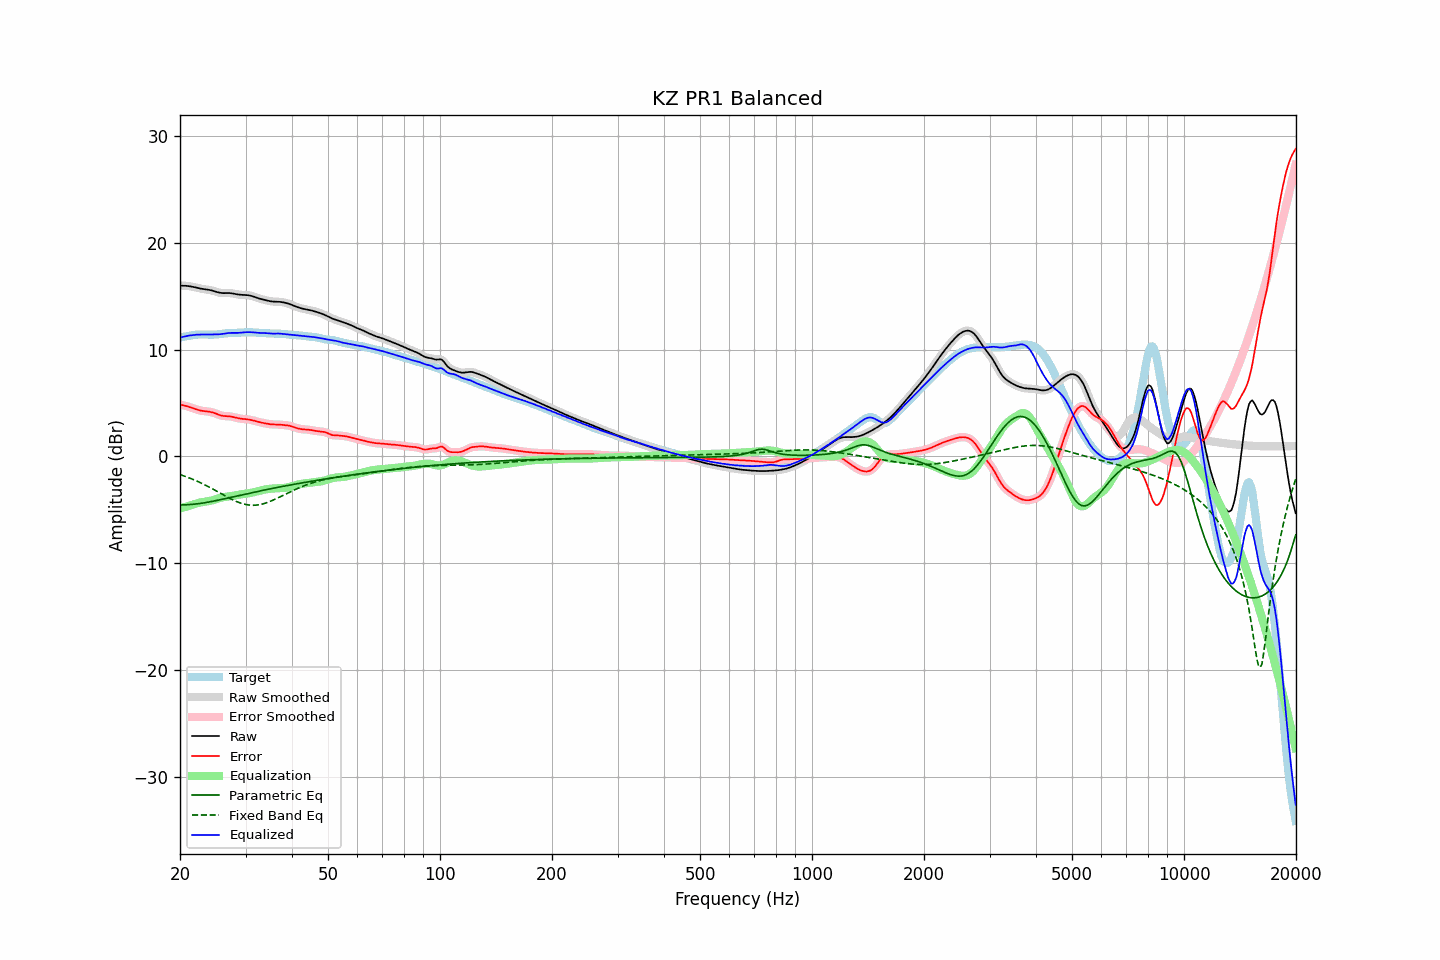 KZ PR1 Balanced
30
20
10
0
−10
−20
−30
Amplitude (dBr)
Target
Raw Smoothed
Error Smoothed
Raw
Error
Equalization
Parametric Eq
Fixed Band Eq
Equalized
20 50 100 200 500 1000 2000 5000 10000 20000
Frequency (Hz)